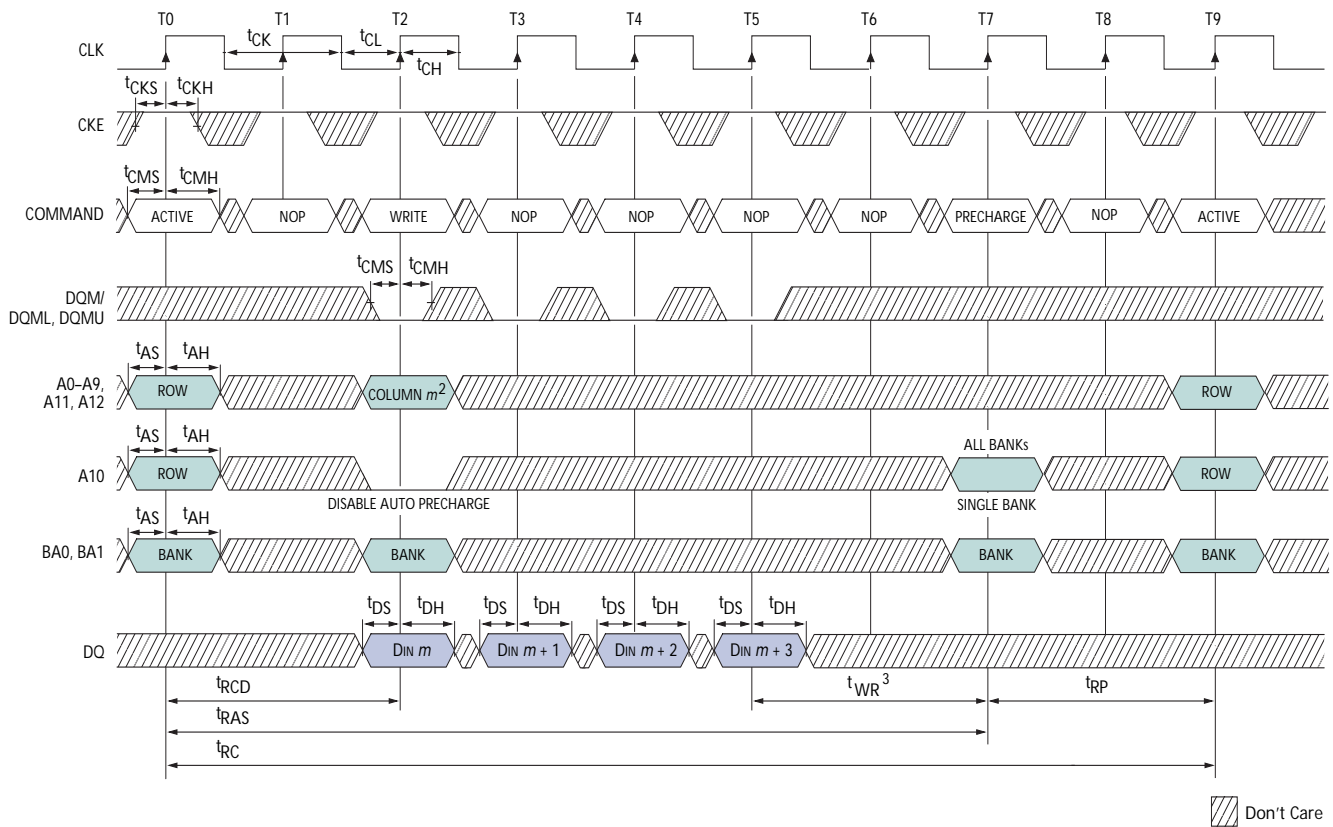 T0 T1 T2 T3 T4 T5 T6 T7 T8 T9
CLK
tCK tCL
tCH
tCKS tCKH
CKE
tCMS tCMH
COMMAND ACTIVE NOP WRITE NOP NOP NOP NOP PRECHARGE NOP ACTIVE
tCMS tCMH
DQM/
DQML, DQMU
tAS tAH
A0–A9,
A11, A12
ROW COLUMN m² ROW
tAS tAH
ALL BANKs
A10 ROW ROW
DISABLE AUTO PRECHARGE SINGLE BANK
tAS tAH
BA0, BA1 BANK BANK BANK BANK
tDS tDH tDS tDH tDS tDH tDS tDH
DQ DIN m DIN m + 1 DIN m + 2 DIN m + 3
tRCD tWR³ tRP
tRAS
tRC
Don't Care